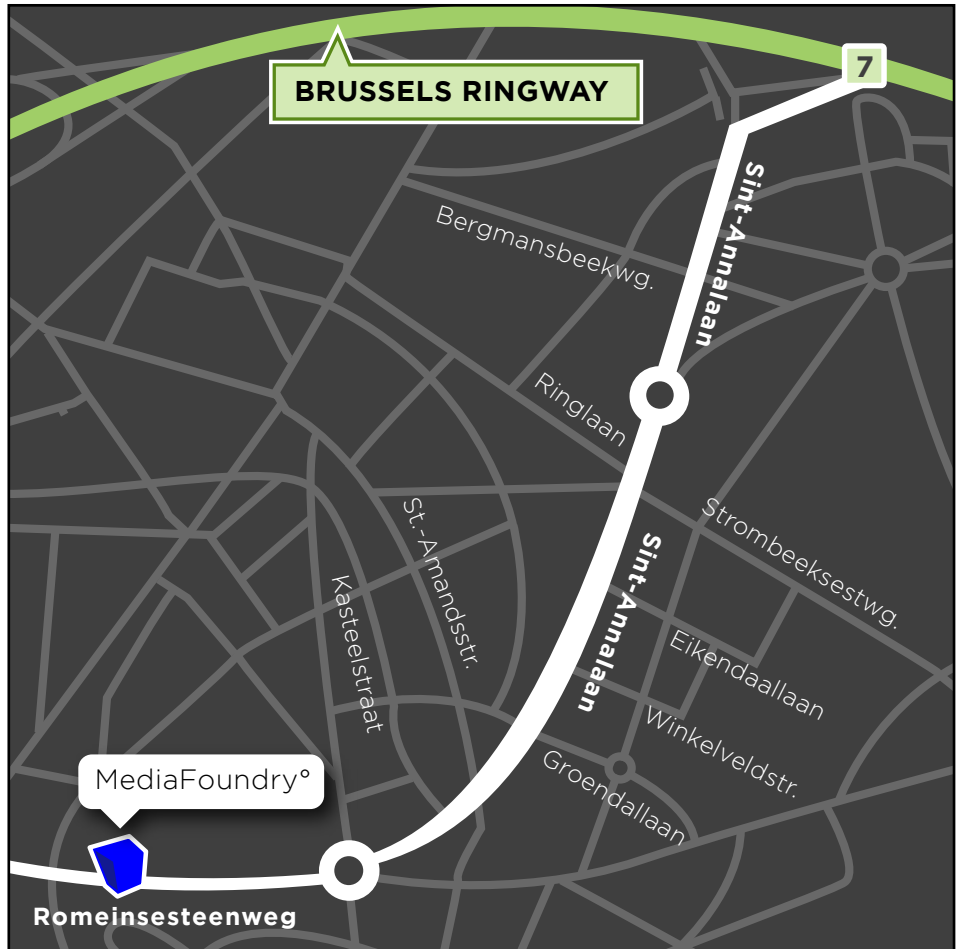 7
BRUSSELS RINGWAY
Sint-Annalaan
Bergmansbeekwg.
Ringlaan
St.-Amandsstr.
Strombeeksestwg.
Sint-Annalaan
Kasteelstraat
Eikendaallaan
Winkelveldstr.
Groendallaan
MediaFoundry°
Romeinsesteenweg